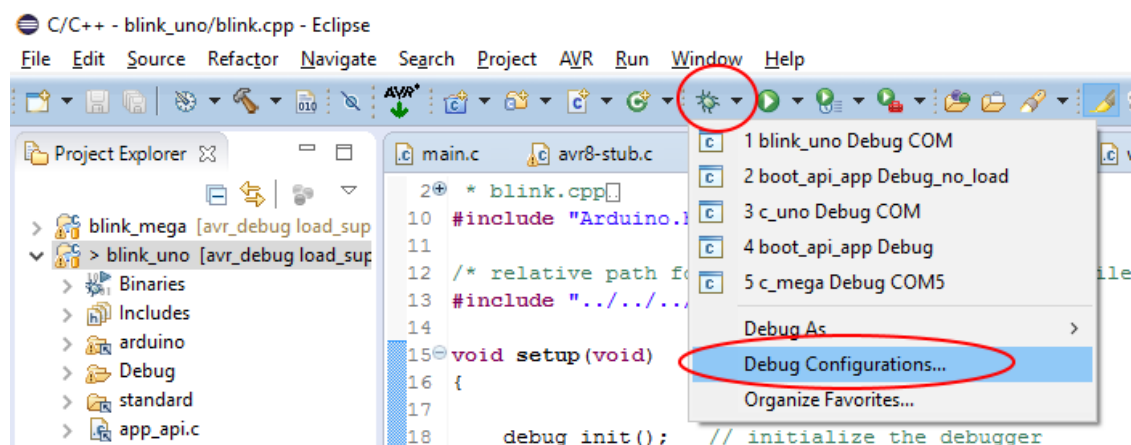 C/C++ - blink_uno/blink.cpp - Eclipse
File Edit Source Refactor Navigate Search Project AVR Run Window Help
AVR
010
Project Explorer
main.c
avr8-stub.c
1 blink_uno Debug COM
2 boot_api_app Debug_no_load
3 c_uno Debug COM
4 boot_api_app Debug
5 c_mega Debug COM5
Debug As
Debug Configurations...
Organize Favorites...
blink_mega [avr_debug load_sup
> blink_uno [avr_debug load_sup
Binaries
Includes
arduino
Debug
standard
app_api.c
2 * blink.cpp
10 #include "Arduino.
11
12 /* relative path fo
13 #include "../../../
14
15 void setup(void)
16 {
17
18 debug_init(); // initialize the debugger